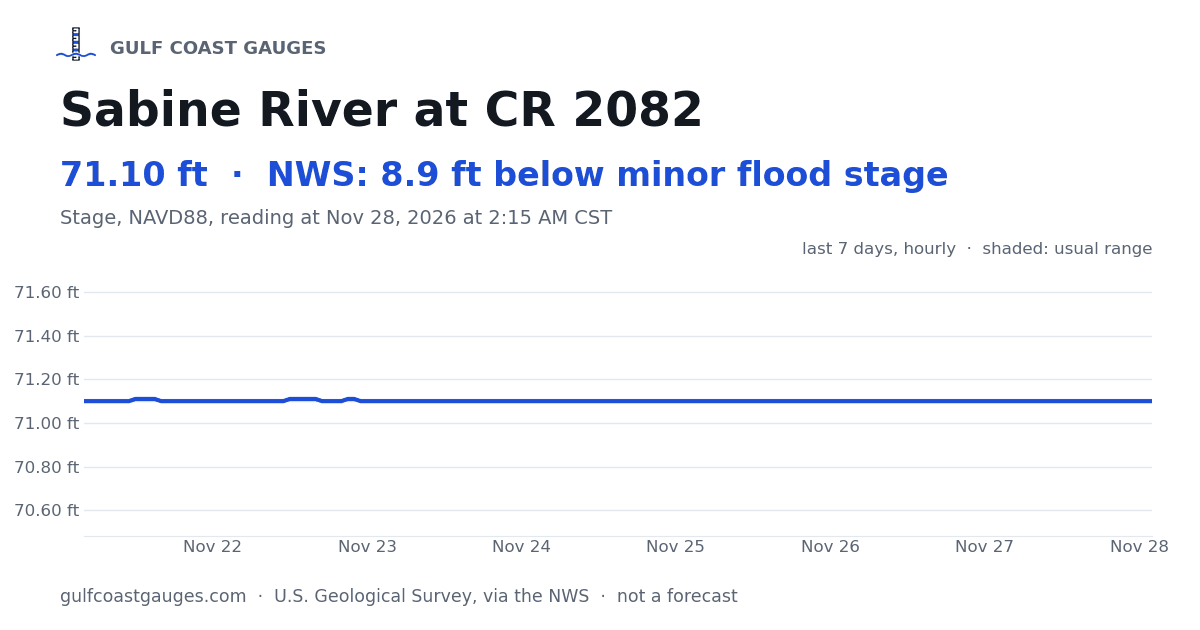 GULF COAST GAUGES
Sabine River at CR 2082
71.10 ft · NWS: 8.9 ft below minor flood stage
Stage, NAVD88, reading at Nov 28, 2026 at 2:15 AM CST
last 7 days, hourly · shaded: usual range
71.60 ft
71.40 ft
71.20 ft
71.00 ft
70.80 ft
70.60 ft
Nov 22 Nov 23 Nov 24 Nov 25 Nov 26 Nov 27 Nov 28
gulfcoastgauges.com · U.S. Geological Survey, via the NWS · not a forecast